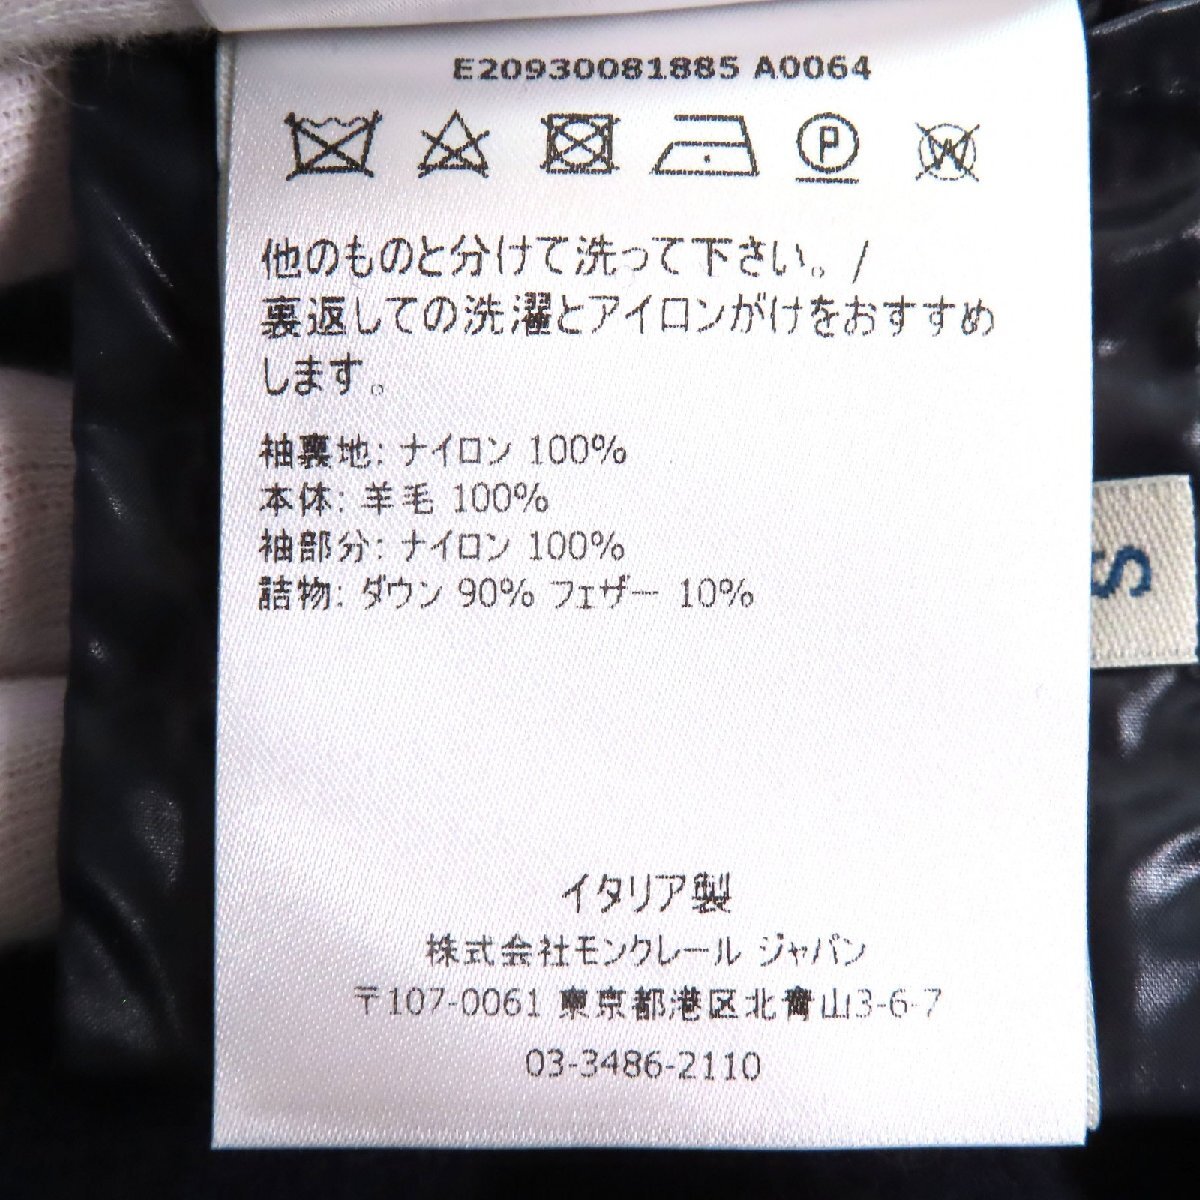 E20930081885 A0064
P
W
他のものと分けて洗って下さい。/
裏返しての洗濯とアイロンがけをおすすめ
します。
袖裏地: ナイロン 100%
本体: 羊毛 100%
袖部分: ナイロン 100%
詰物: ダウン 90% フェザー 10%
S
イタリア製
株式会社モンクレール ジャパン
〒107-0061 東京都港区北青山3-6-7
03-3486-2110